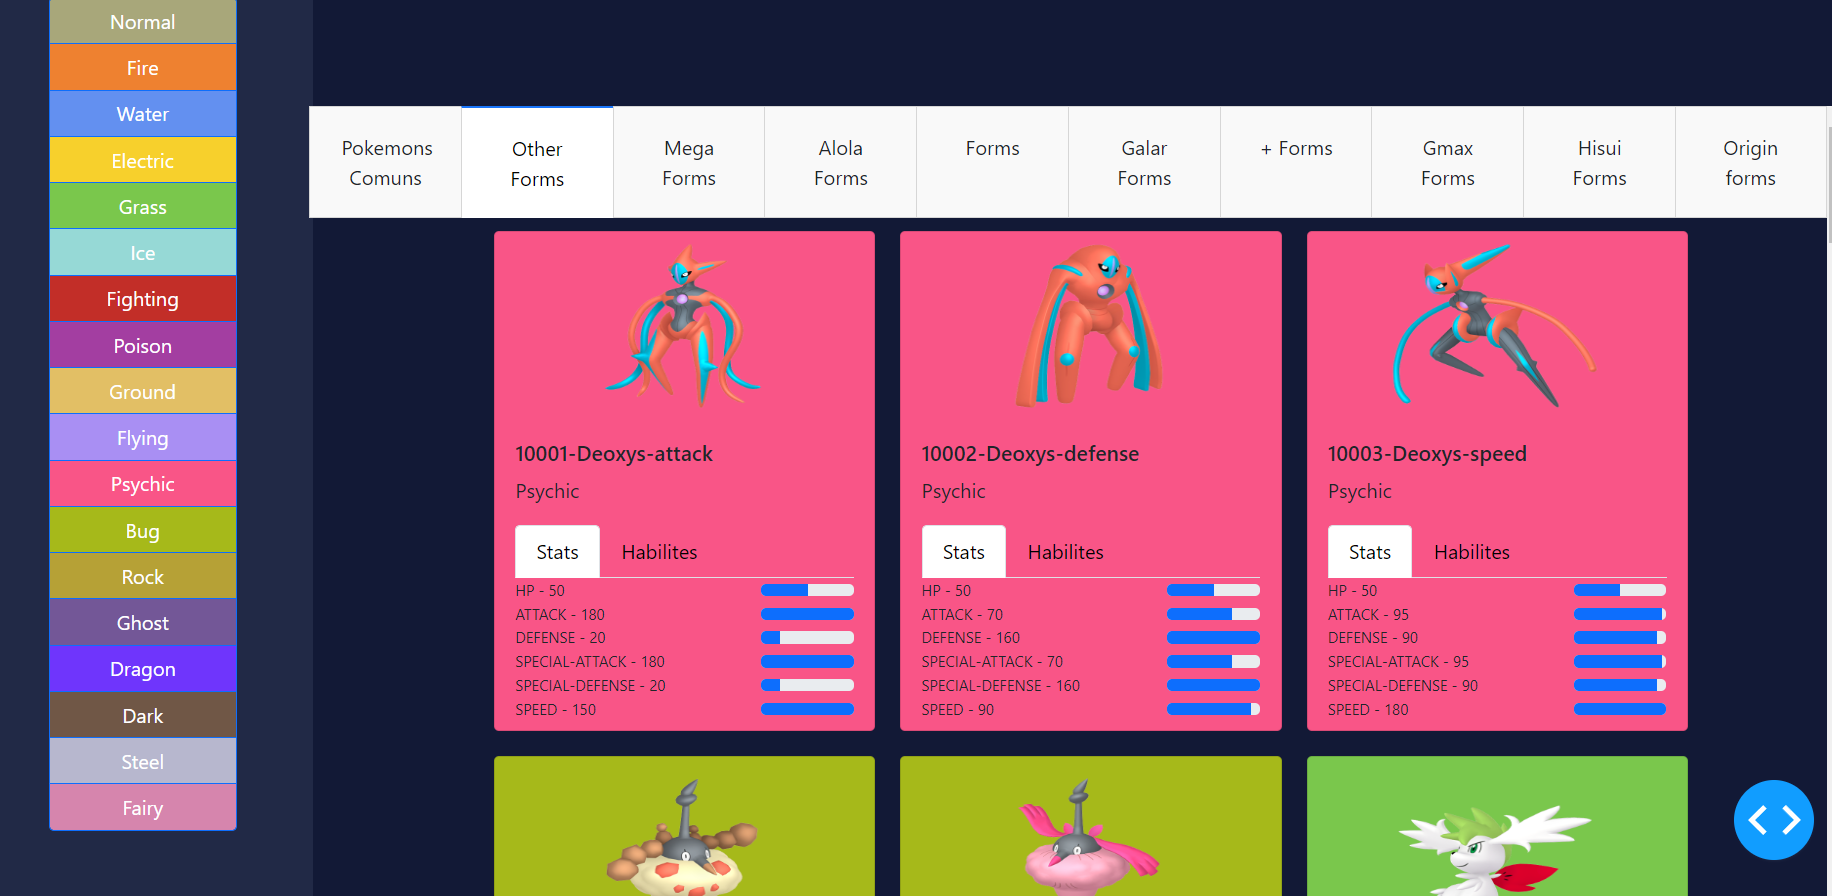 Normal
Fire
Water
Electric
Grass
Ice
Fighting
Poison
Ground
Flying
Psychic
Bug
Rock
Ghost
Dragon
Dark
Steel
Fairy
Pokemons
Comuns
Other
Forms
Mega
Forms
Alola
Forms
Forms
Galar
Forms
+ Forms
Gmax
Forms
Hisui
Forms
Origin
forms
10001-Deoxys-attack
Psychic
Stats Habilites
HP - 50
ATTACK - 180
DEFENSE - 20
SPECIAL-ATTACK - 180
SPECIAL-DEFENSE - 20
SPEED - 150
10002-Deoxys-defense
Psychic
Stats Habilites
HP - 50
ATTACK - 70
DEFENSE - 160
SPECIAL-ATTACK - 70
SPECIAL-DEFENSE - 160
SPEED - 90
10003-Deoxys-speed
Psychic
Stats Habilites
HP - 50
ATTACK - 95
DEFENSE - 90
SPECIAL-ATTACK - 95
SPECIAL-DEFENSE - 90
SPEED - 180